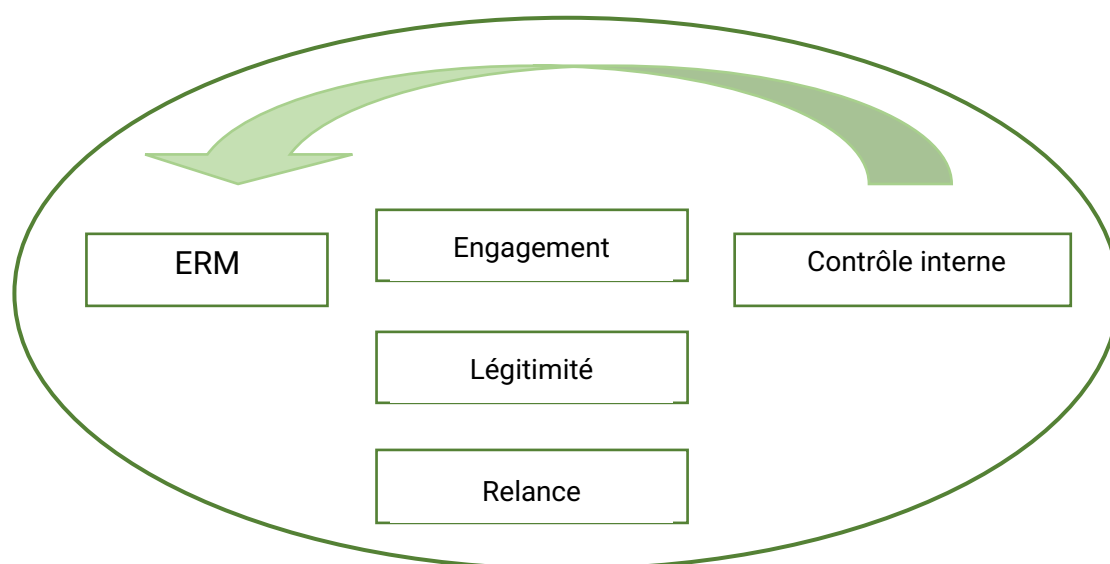 ERM
Engagement
Contrôle interne
Légitimité
Relance